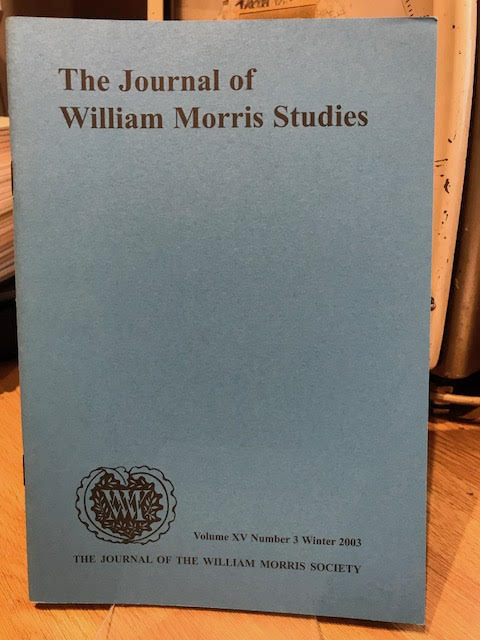 The Journal of
William Morris Studies
WM
Volume XV Number 3 Winter 2003
THE JOURNAL OF THE WILLIAM MORRIS SOCIETY